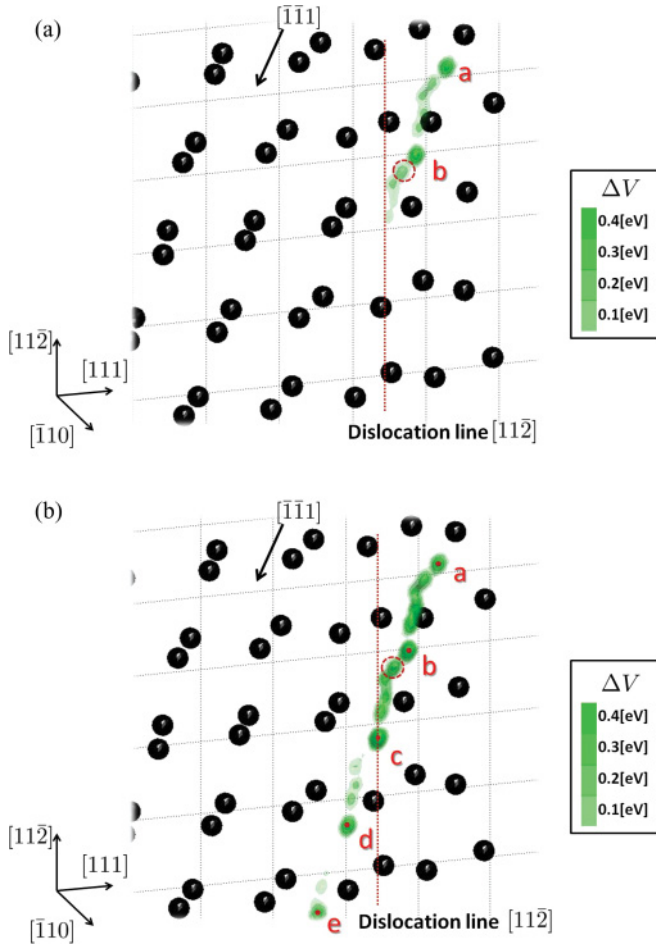 (a)
[1̄1̄1]
a
b
ΔV
0.4[eV]
0.3[eV]
0.2[eV]
0.1[eV]
[112̄]
[111]
[1̄10]
Dislocation line [112̄]
(b)
[1̄1̄1]
a
b
c
d
e
ΔV
0.4[eV]
0.3[eV]
0.2[eV]
0.1[eV]
[112̄]
[111]
[1̄10]
Dislocation line [112̄]